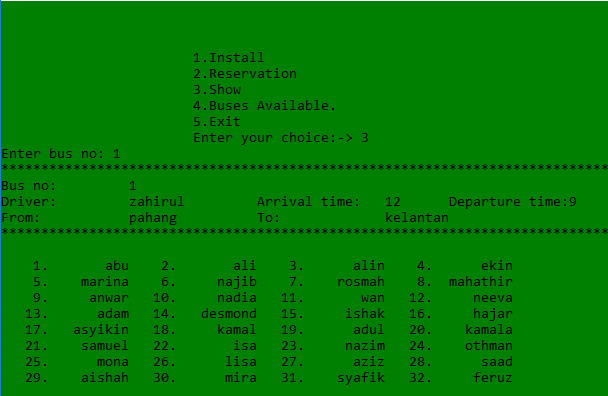 1.Install
2.Reservation
3.Show
4.Buses Available.
5.Exit
Enter your choice:-> 3
Enter bus no: 1
****************************************************************************
Bus no: 1
Driver: zahirul Arrival time: 12 Departure time:9
From: pahang To: kelantan
****************************************************************************
1. abu 2. ali 3. alin 4. ekin
5. marina 6. najib 7. rosmah 8. mahathir
9. anwar 10. nadia 11. wan 12. neeva
13. adam 14. desmond 15. ishak 16. hajar
17. asyikin 18. kamal 19. adul 20. kamala
21. samuel 22. isa 23. nazim 24. othman
25. mona 26. lisa 27. aziz 28. saad
29. aishah 30. mira 31. syafik 32. feruz